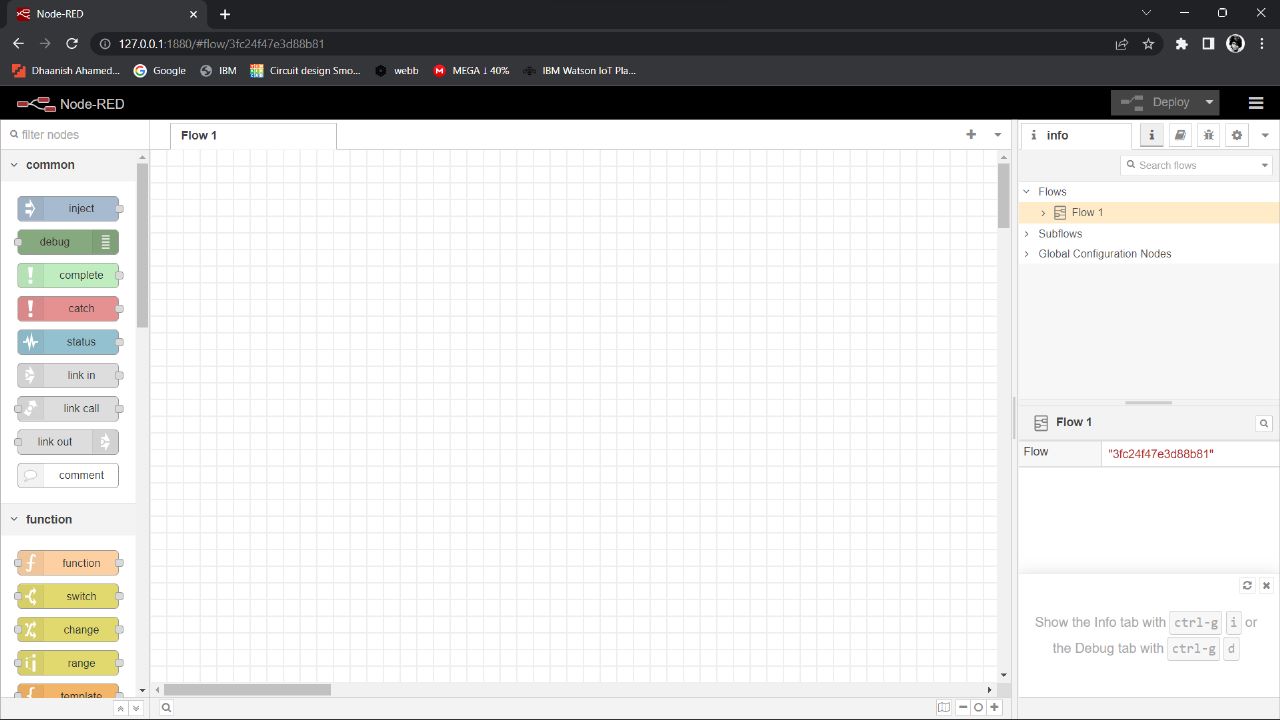 Node-RED
127.0.0.1:1880/#flow/3fc24f47e3d88b81
Dhaanish Ahamed... Google IBM Circuit design Smo... webb MEGA ↓ 40% IBM Watson IoT Pla...
Node-RED Deploy
filter nodes
Flow 1
i info
common
inject
debug
complete
catch
status
link in
link call
link out
comment
function
function
switch
change
range
template
Search flows
Flows
Flow 1
Subflows
Global Configuration Nodes
Flow 1
Flow "3fc24f47e3d88b81"
Show the Info tab with ctrl-g i or
the Debug tab with ctrl-g d